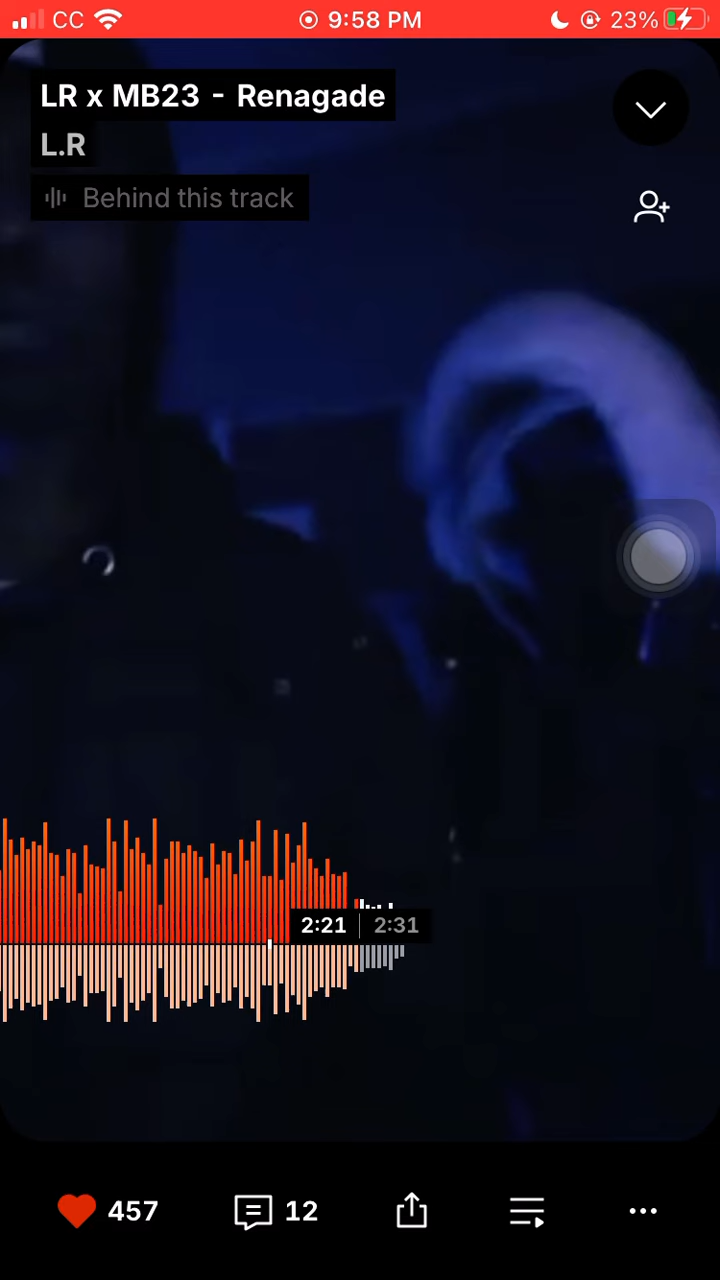 CC 9:58 PM 23%
LR x MB23 - Renagade
L.R
Behind this track
2:21 2:31
457 12